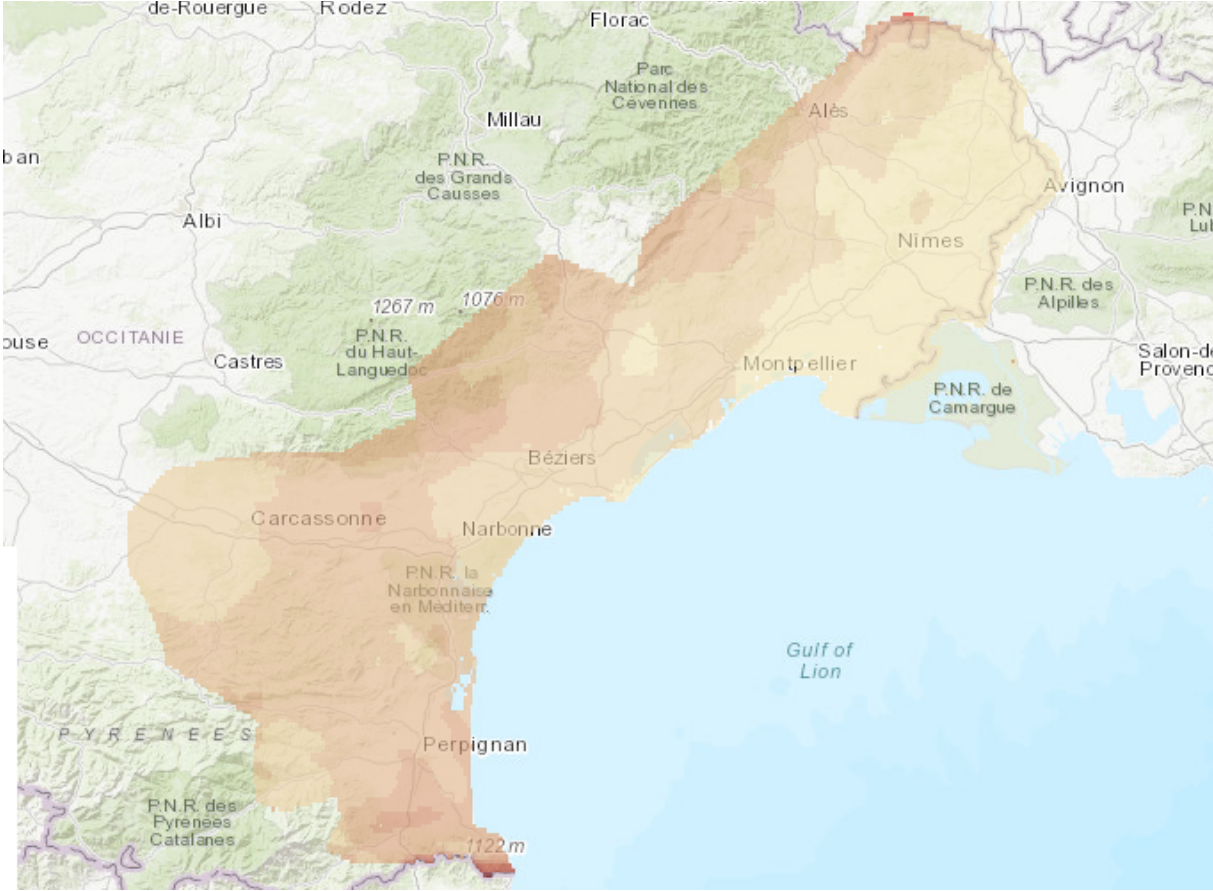 de-Rouergue
Rodez
Florac
Parc
National des
Cévennes
Alès
Millau
ban
P.N.R.
des Grands
Causses
Avignon
Albi
P.N
Lub
Nîmes
P.N.R. des
Alpilles
1267 m
1076 m
OCCITANIE
P.N.R.
du Haut-
Languedoc
ouse
Castres
Montpellier
Salon-de
Provenc
P.N.R. de
Camargue
Béziers
Carcassonne
Narbonne
P.N.R. la
Narbonnaise
en Méditerr.
Gulf of
Lion
PYRENEES
Perpignan
P.N.R. des
Pyrenées
Catalanes
1122 m